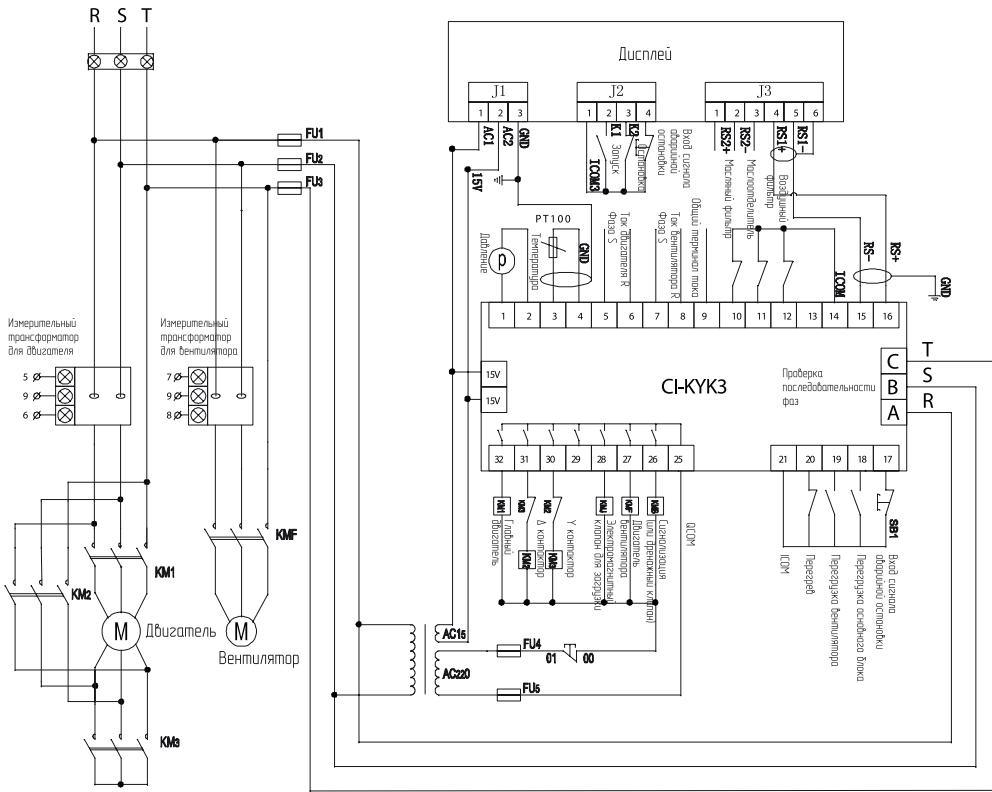 R S T
Дисплей
J1
J2
J3
1 2 3
1 2 3 4
1 2 3 4 5 6
AC1
AC2
GND
K1
K2
RS2+
RS2-
RS1+
RS1-
15V
ICOM3
Запуск
Остановка
Вход сигнала
аварийной
остановки
Масляный фильтр
Маслоотделитель
Воздушный
фильтр
FU1
FU2
FU3
Давление
P
PT100
Температура
GND
Ток двигателя R
Фаза S
Ток вентилятора R
Фаза S
Общий терминал тока
ICOM
RS-
RS+
GND
1 2 3 4 5 6 7 8 9 10 11 12 13 14 15 16
Измерительный
трансформатор
для двигателя
Измерительный
трансформатор
для вентилятора
5
9
6
7
9
8
15V
15V
CI-KYK3
Проверка
последовательности
фаз
C
B
A
T
S
R
32 31 30 29 28 27 26 25
21 20 19 18 17
KM1
KM3
KM2
KM4
KMF
KMB
KM2
KM3
Главный
двигатель
Δ контактор
Y контактор
Электромагнитный
клапан для загрузки
Двигатель
вентилятора
Сигнализация
(или дренажный клапан)
QCOM
ICOM
Перегрев
Перегрузка вентилятора
Перегрузка основного блока
SB1
Вход сигнала
аварийной остановки
KMF
KM1
KM2
M
Двигатель
M
Вентилятор
KM3
AC15
AC220
FU4
01 00
FU5